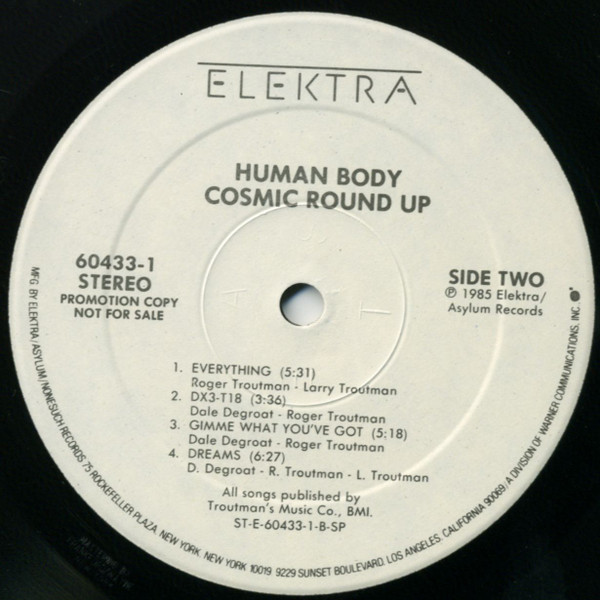 ELEKTRA
HUMAN BODY
COSMIC ROUND UP
60433-1
STEREO
PROMOTION COPY
NOT FOR SALE
SIDE TWO
Ⓟ 1985 Elektra/
Asylum Records
1. EVERYTHING (5:31)
Roger Troutman - Larry Troutman
2. DX3-T18 (3:36)
Dale Degroat - Roger Troutman
3. GIMME WHAT YOU'VE GOT (5:18)
Dale Degroat - Roger Troutman
4. DREAMS (6:27)
D. Degroat - R. Troutman - L. Troutman
All songs published by
Troutman's Music Co., BMI.
ST-E-60433-1-B-SP
MFG. BY ELEKTRA/ASYLUM/NONESUCH RECORDS 75 ROCKEFELLER PLAZA, NEW YORK, NEW YORK 10019 9229 SUNSET BOULEVARD, LOS ANGELES, CALIFORNIA 90069/A DIVISION OF WARNER COMMUNICATIONS, INC.